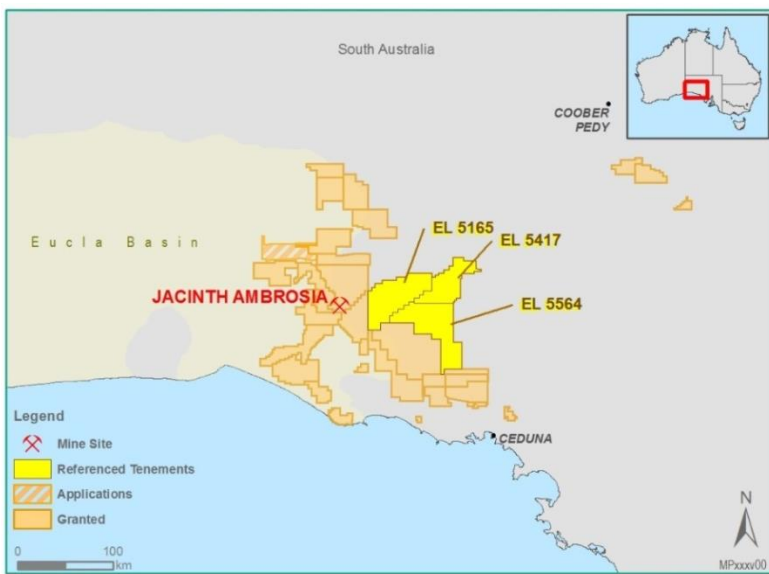 South Australia
COOBER
PEDY
EL 5165
EL 5417
Eucla Basin
JACINTH AMBROSIA
EL 5564
Legend
Mine Site
CEDUNA
Referenced Tenements
Applications
Granted
N
0 100
km
MPxxxv00